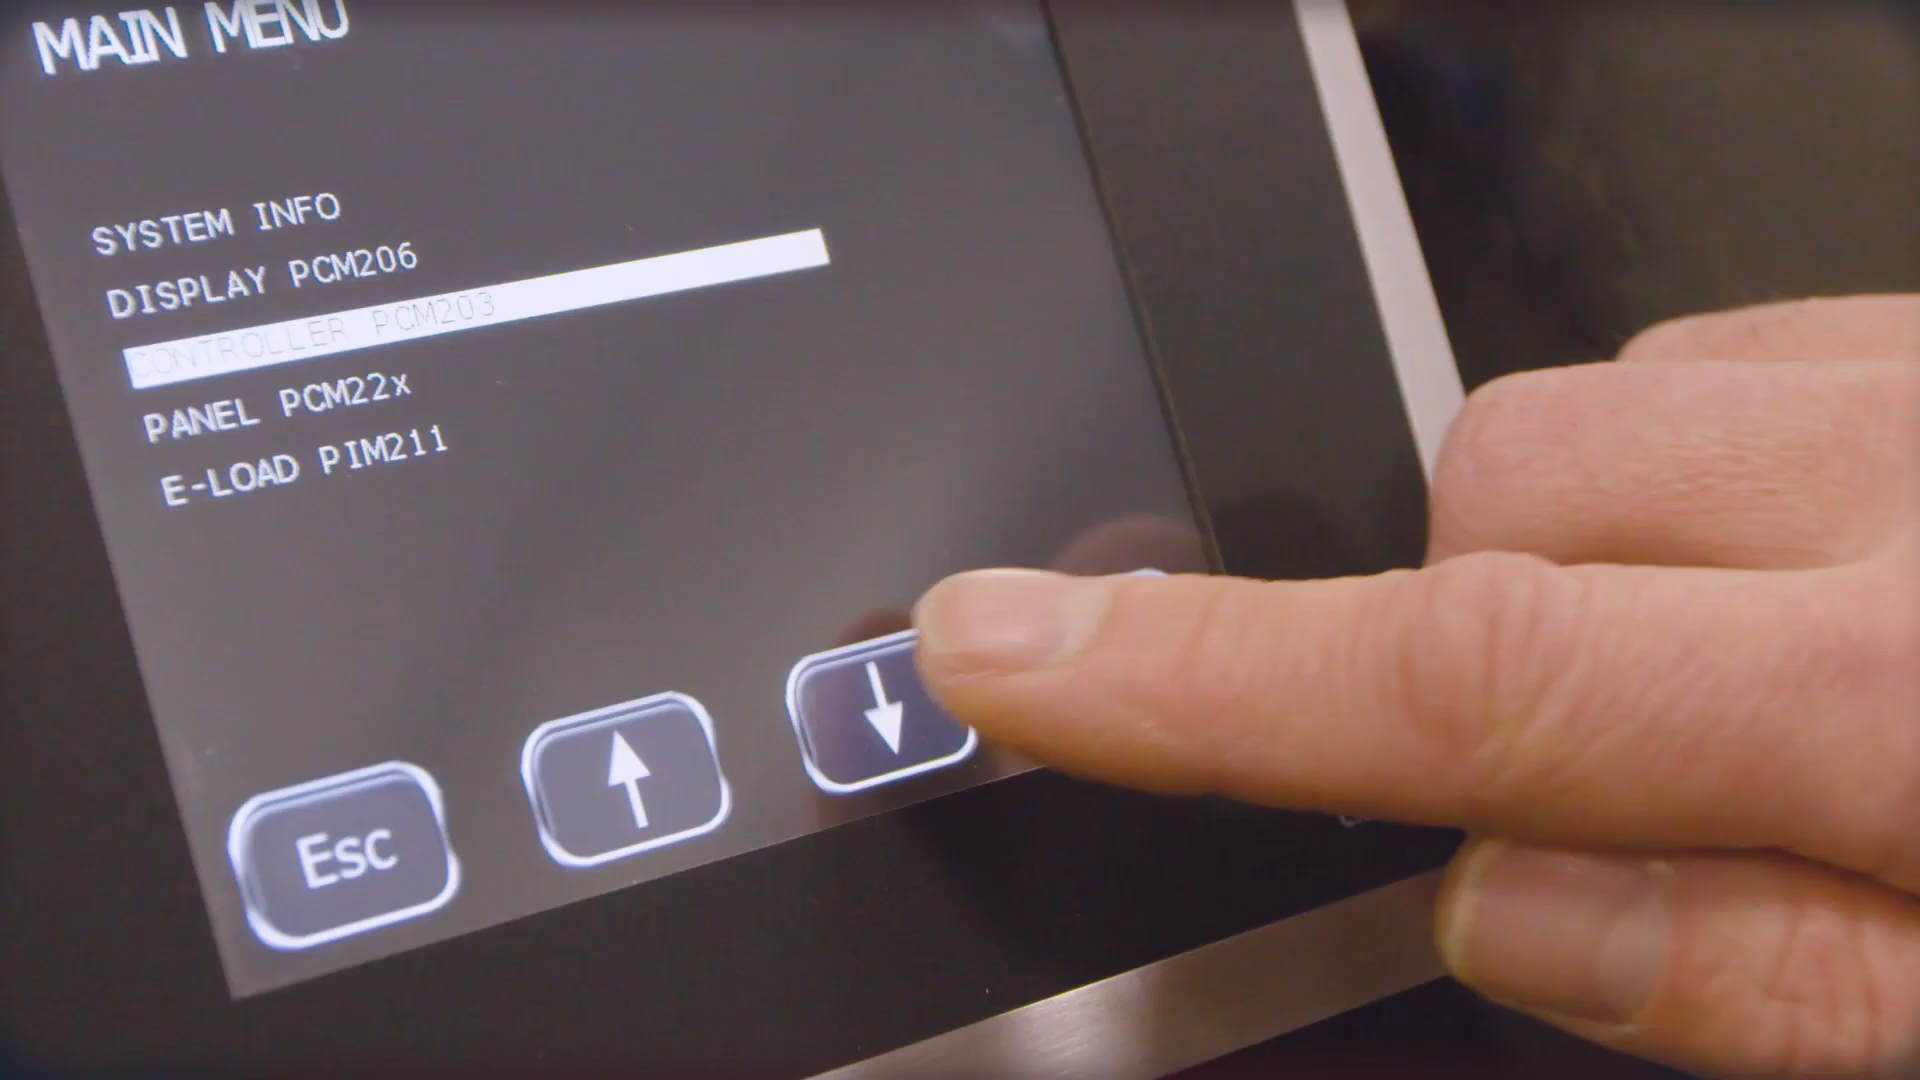 MAIN MENU
SYSTEM INFO
DISPLAY PCM206
CONTROLLER PCM203
PANEL PCM22x
E-LOAD PIM211
Esc